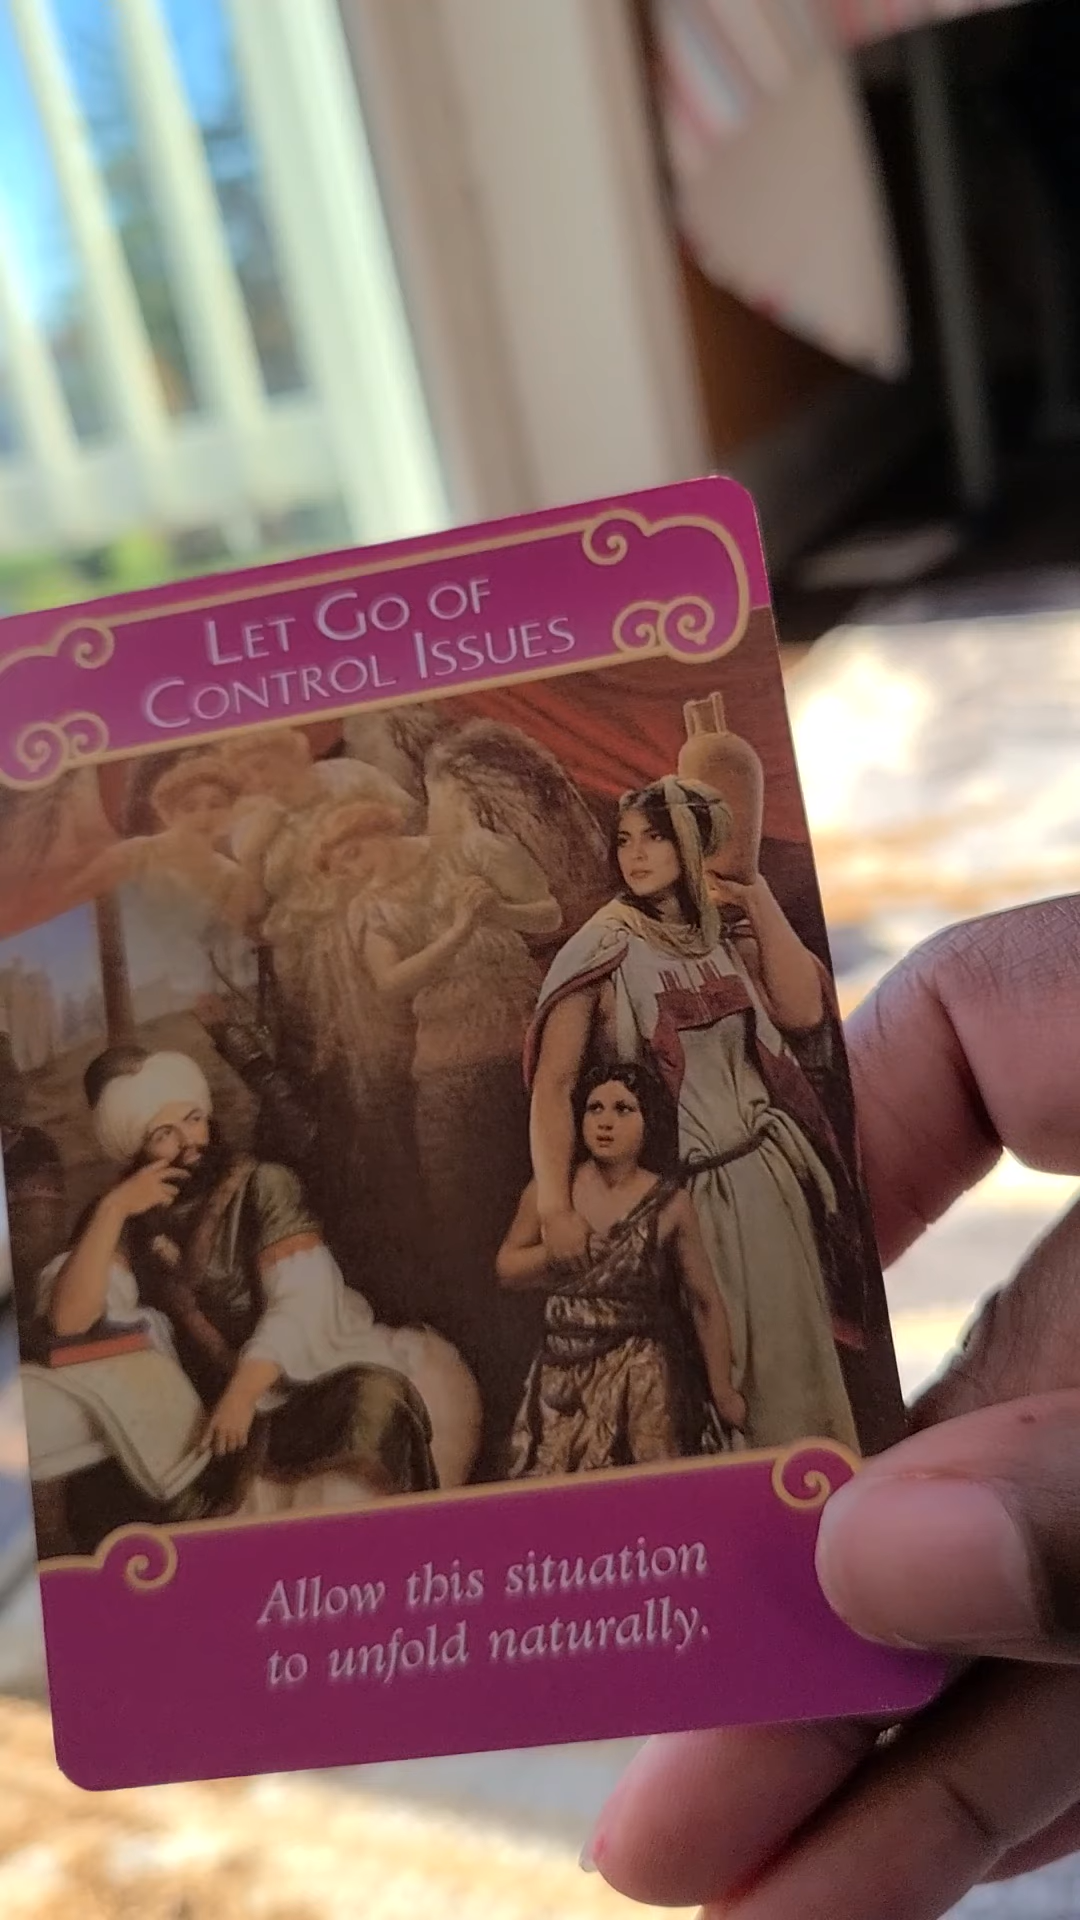 LET GO OF
CONTROL ISSUES
Allow this situation
to unfold naturally.